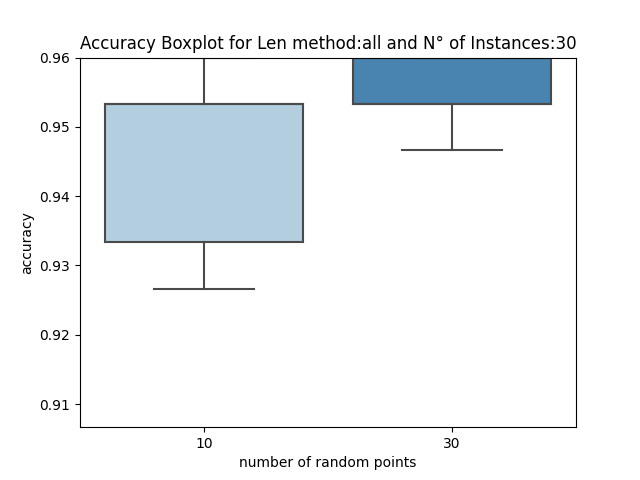 Accuracy Boxplot for Len method:all and N° of Instances:30
0.96
0.95
0.94
0.93
0.92
0.91
accuracy
10 30
number of random points